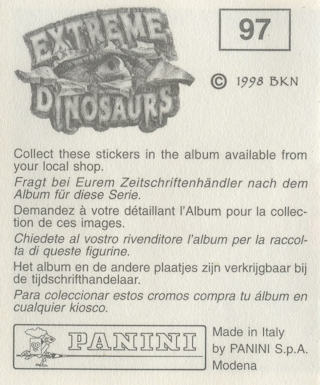 EXTREME
DINOSAURS
97
© 1998 BKN
Collect these stickers in the album available from
your local shop.
Fragt bei Eurem Zeitschriftenhändler nach dem
Album für diese Serie.
Demandez à votre détaillant l'Album pour la collec-
tion de ces images.
Chiedete al vostro rivenditore l'album per la raccol-
ta di queste figurine.
Het album en de andere plaatjes zijn verkrijgbaar bij
de tijdschrifthandelaar.
Para coleccionar estos cromos compra tu álbum en
cualquier kiosco.
PANINI
Made in Italy
by PANINI S.p.A.
Modena